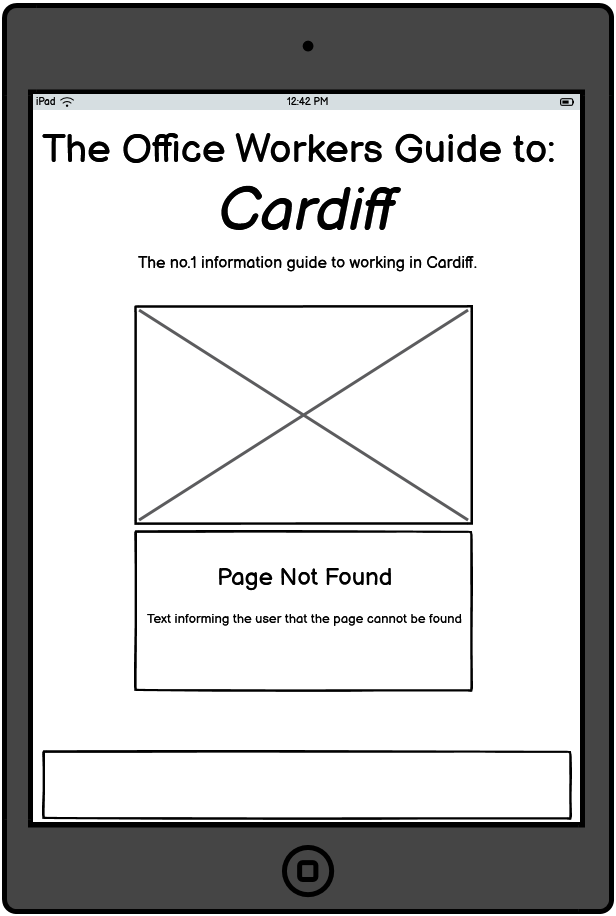 iPad 12:42 PM
The Office Workers Guide to:
Cardiff
The no.1 information guide to working in Cardiff.
Page Not Found
Text informing the user that the page cannot be found